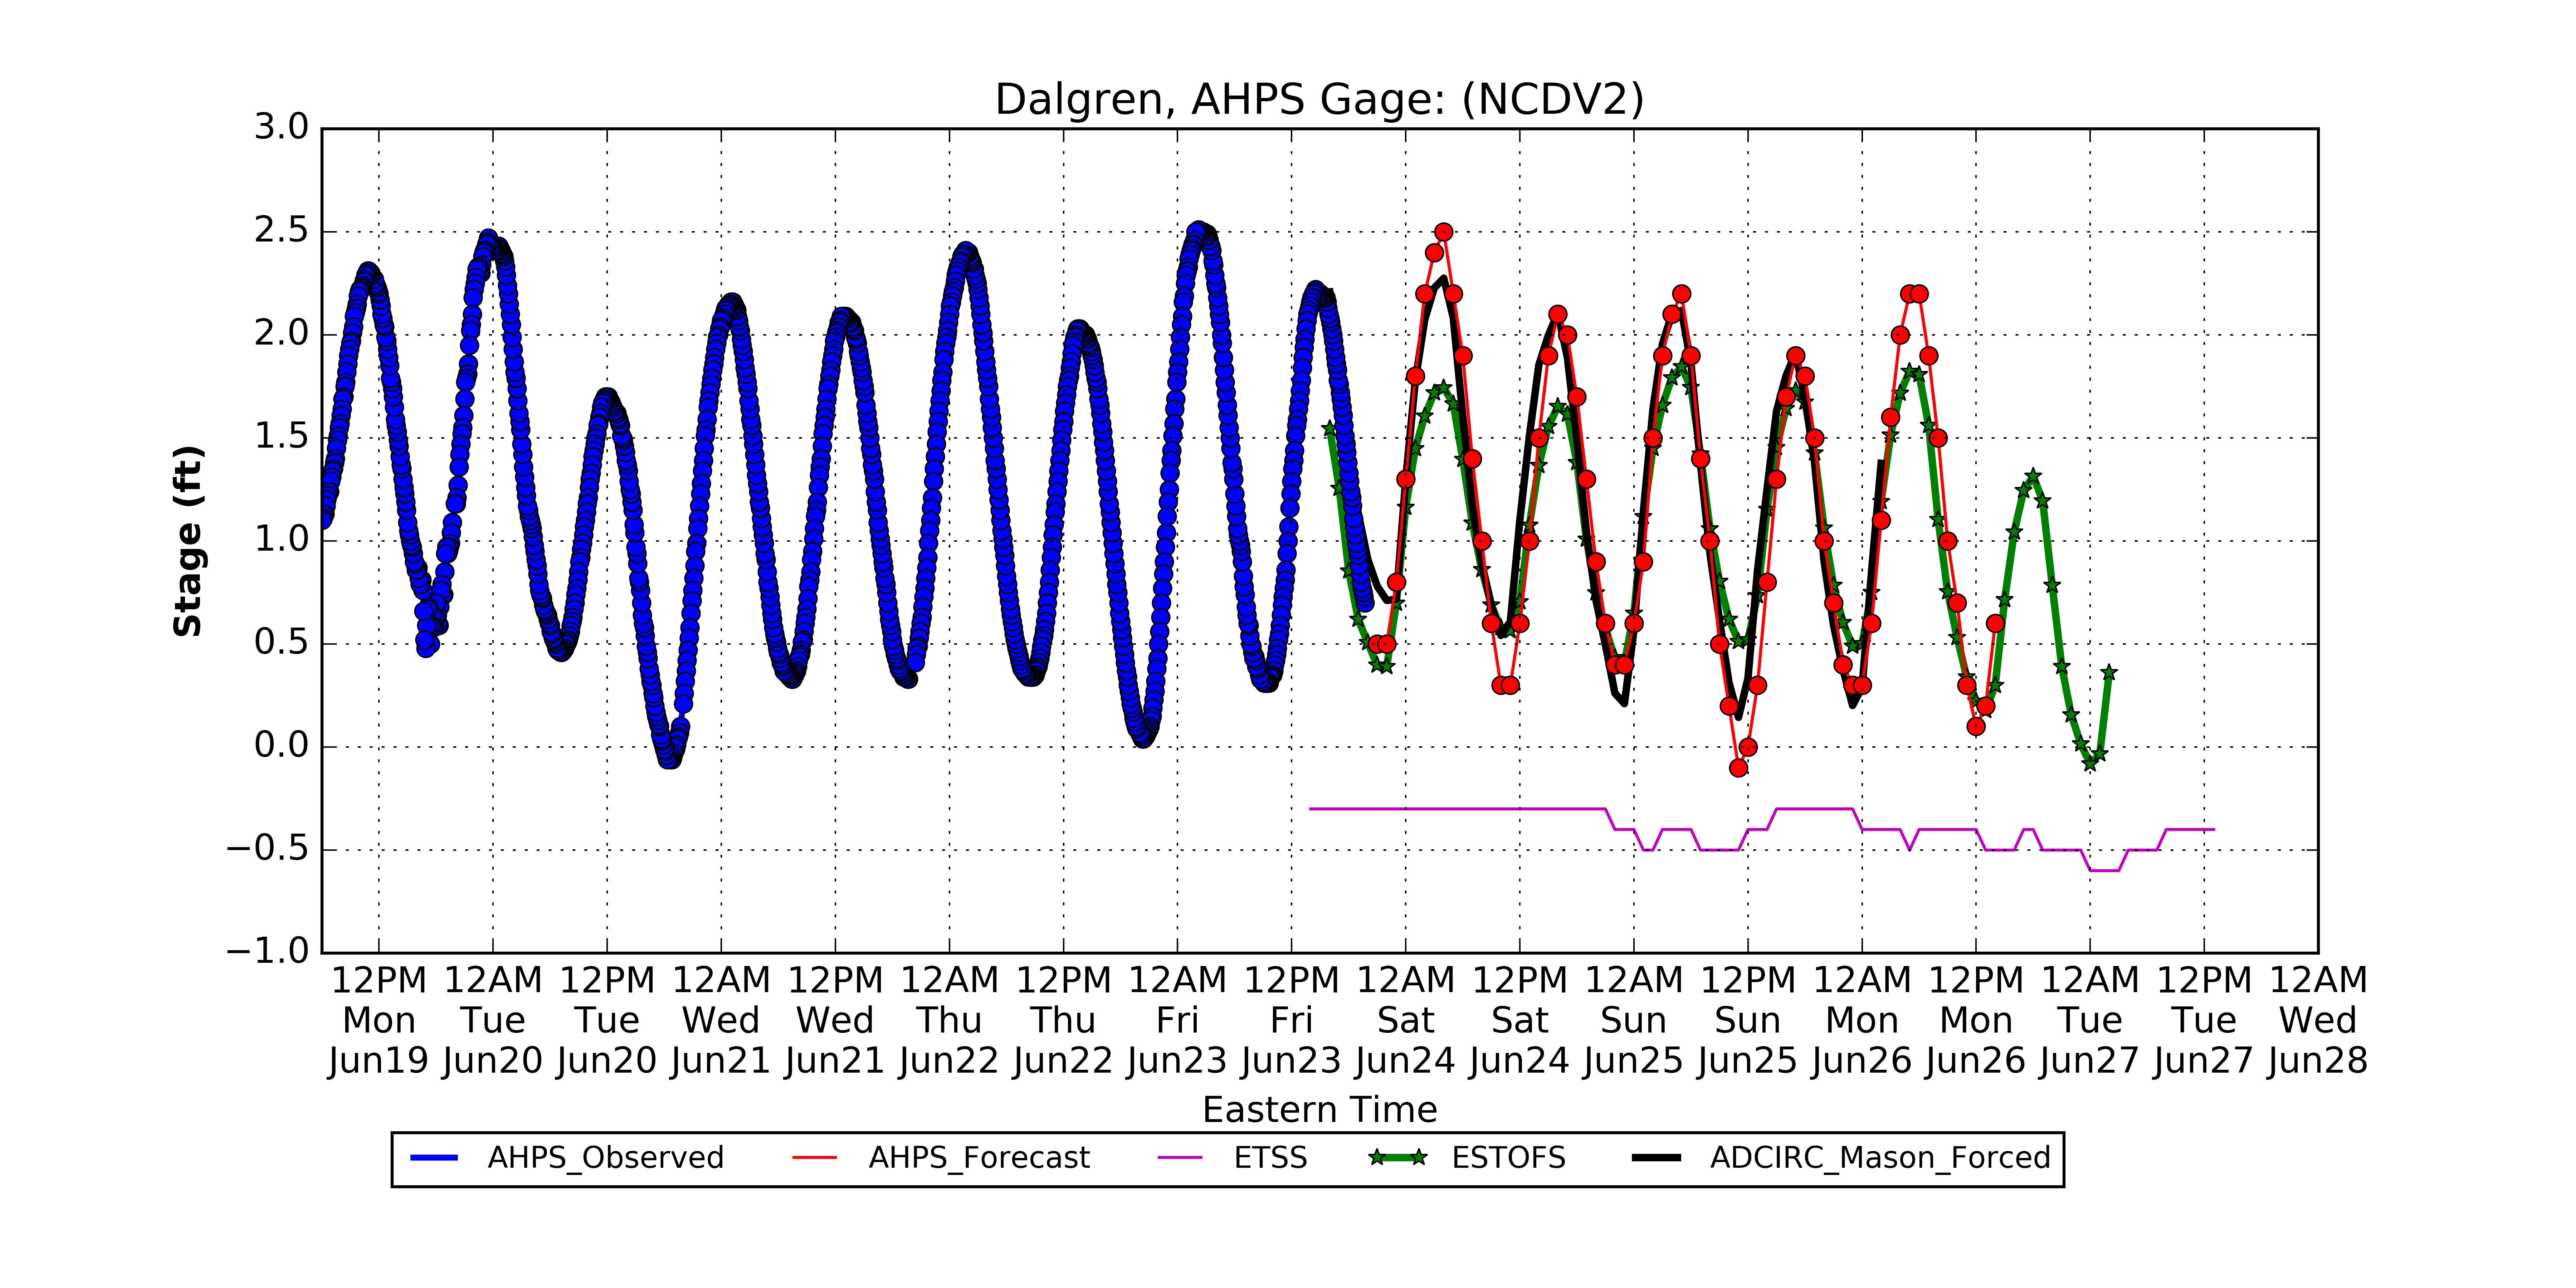 Dalgren, AHPS Gage: (NCDV2)
3.0
2.5
2.0
1.5
1.0
0.5
0.0
−0.5
−1.0
Stage (ft)
12PM 12AM 12PM 12AM 12PM 12AM 12PM 12AM 12PM 12AM 12PM 12AM 12PM 12AM 12PM 12AM 12PM 12AM
Mon Tue Tue Wed Wed Thu Thu Fri Fri Sat Sat Sun Sun Mon Mon Tue Tue Wed
Jun19 Jun20 Jun20 Jun21 Jun21 Jun22 Jun22 Jun23 Jun23 Jun24 Jun24 Jun25 Jun25 Jun26 Jun26 Jun27 Jun27 Jun28
Eastern Time
AHPS_Observed AHPS_Forecast ETSS ESTOFS ADCIRC_Mason_Forced